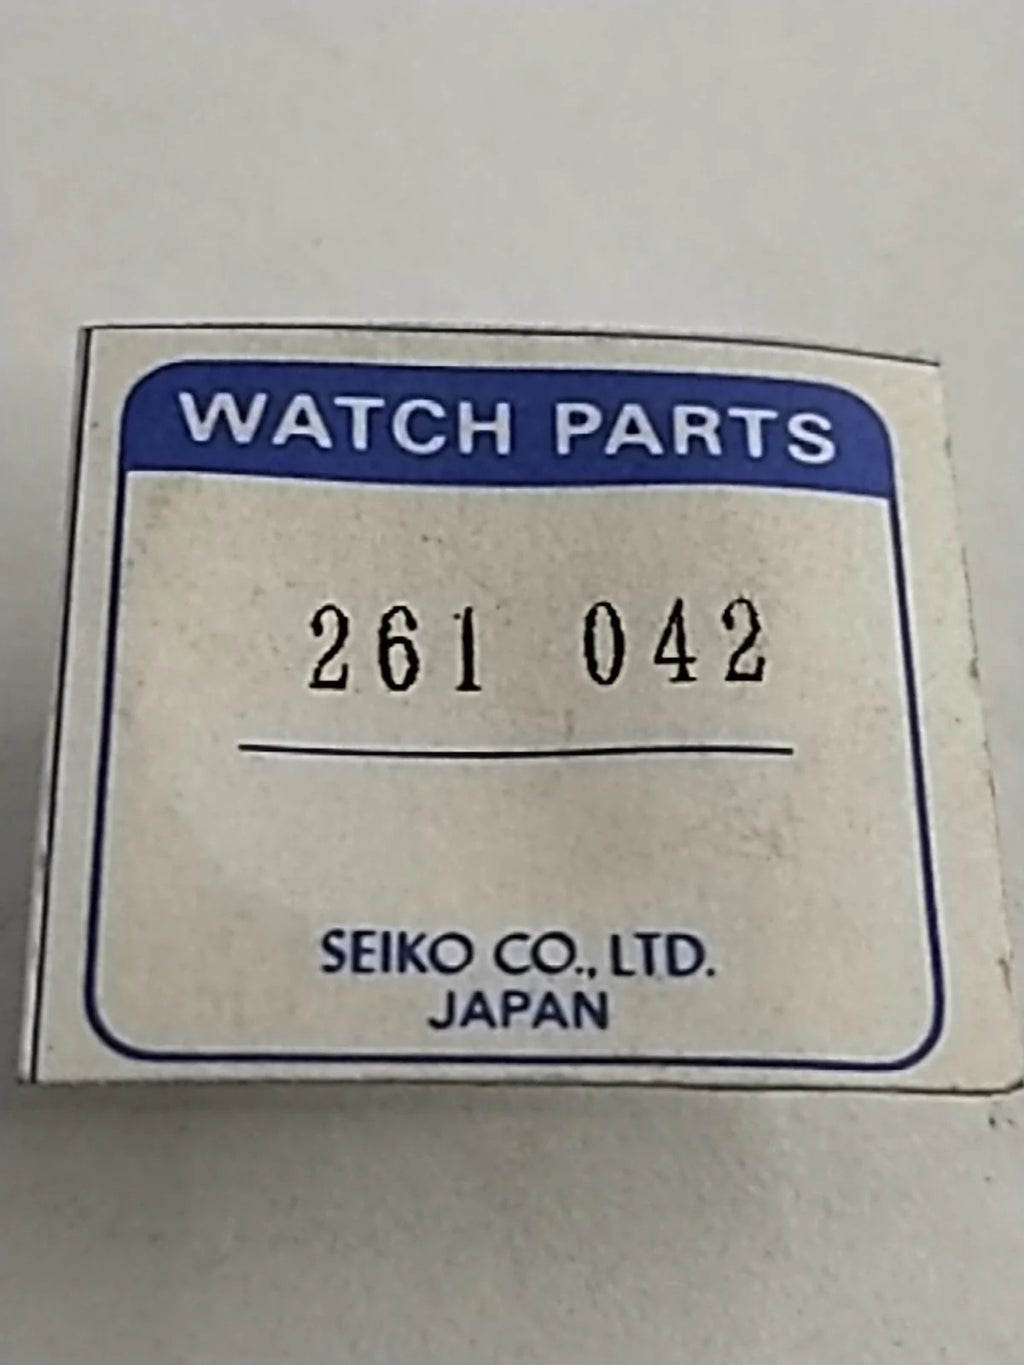 WATCH PARTS
261 042
SEIKO CO., LTD.
JAPAN